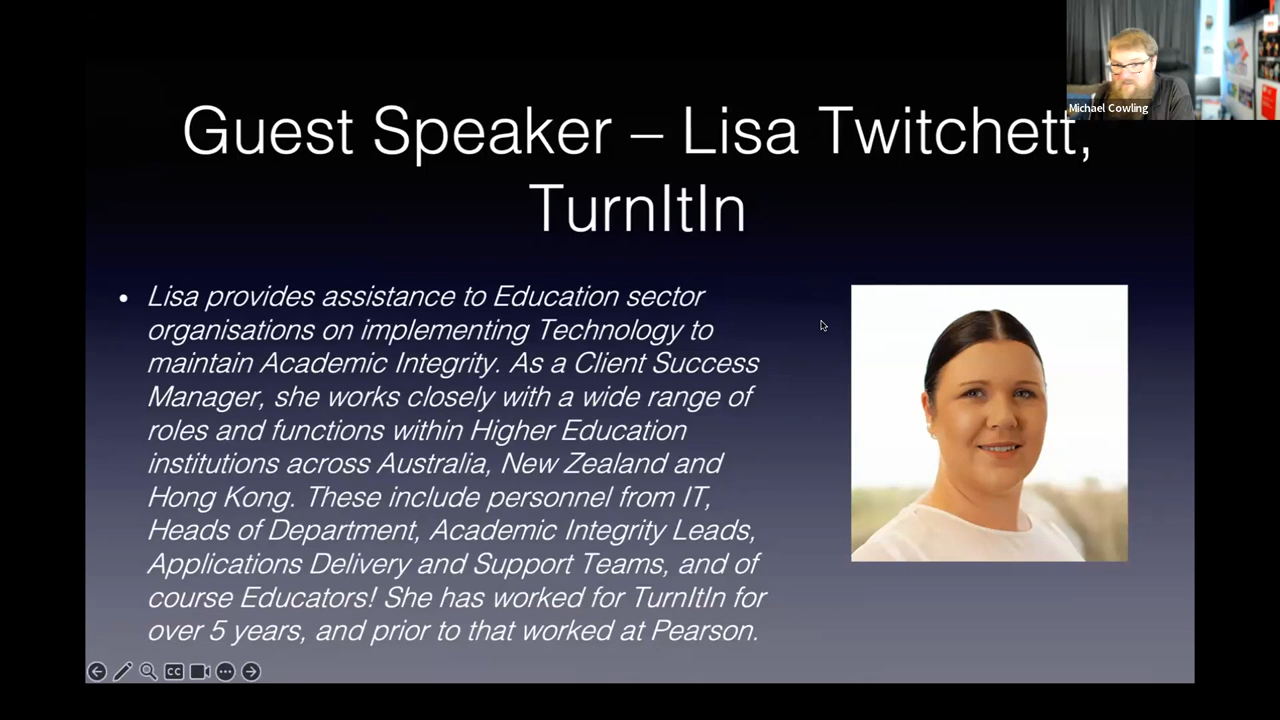 Michael Cowling
Guest Speaker – Lisa Twitchett,
TurnItIn
• Lisa provides assistance to Education sector
organisations on implementing Technology to
maintain Academic Integrity. As a Client Success
Manager, she works closely with a wide range of
roles and functions within Higher Education
institutions across Australia, New Zealand and
Hong Kong. These include personnel from IT,
Heads of Department, Academic Integrity Leads,
Applications Delivery and Support Teams, and of
course Educators! She has worked for TurnItIn for
over 5 years, and prior to that worked at Pearson.
CC